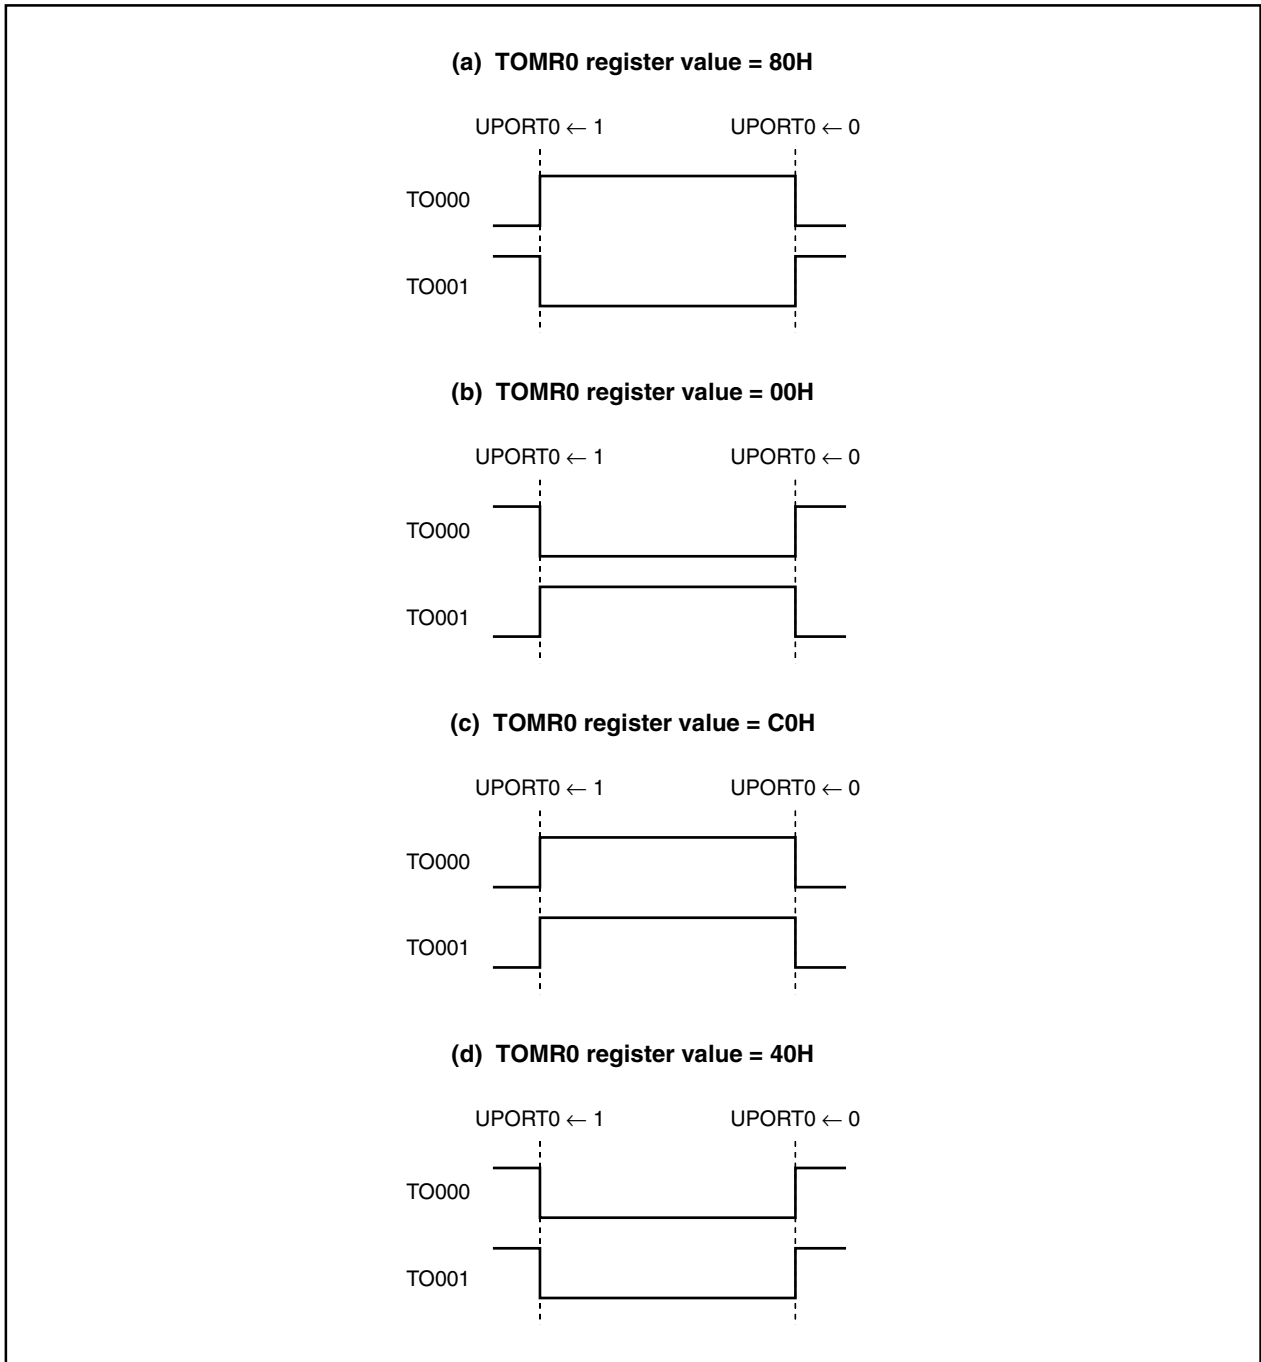 (a) TOMR0 register value = 80H
UPORT0 ← 1 UPORT0 ← 0
TO000
TO001
(b) TOMR0 register value = 00H
UPORT0 ← 1 UPORT0 ← 0
TO000
TO001
(c) TOMR0 register value = C0H
UPORT0 ← 1 UPORT0 ← 0
TO000
TO001
(d) TOMR0 register value = 40H
UPORT0 ← 1 UPORT0 ← 0
TO000
TO001